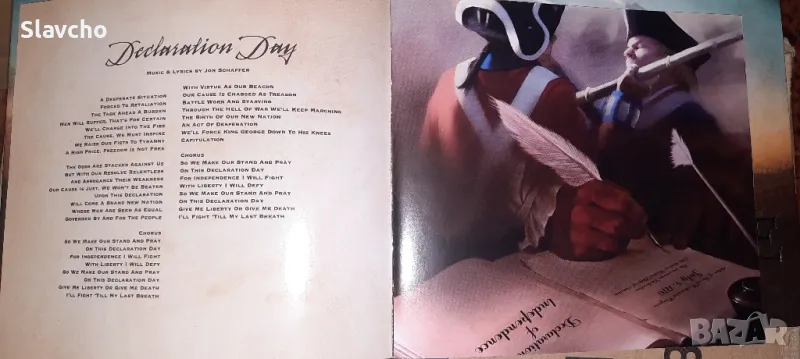 Slavcho
Declaration Day
Music & Lyrics by Jon Schaffer
A Desperate Situation
Forced To Retaliation
The Task Ahead A Burden
Men Will Suffer, That's For Certain
We'll Charge Into The Fire
The Cause, We Must Inspire
We Raise Our Fists To Tyranny
A High Price, Freedom Is Not Free
The Odds Are Stacked Against Us
But With Our Resolve Relentless
And Arrogance Their Weakness
Our Cause Is Just, We Won't Be Beaten
Upon This Declaration
Will Come A Brand New Nation
Where Men Are Seen As Equal
Governed By And For The People
Chorus
So We Make Our Stand And Pray
On This Declaration Day
For Independence I Will Fight
With Liberty I Will Defy
So We Make Our Stand And Pray
On This Declaration Day
Give Me Liberty Or Give Me Death
I'll Fight 'Till My Last Breath
With Virtue As Our Beacon
Our Cause Is Charged As Treason
Battle Worn And Starving
Through The Hell Of War We'll Keep Marching
The Birth Of Our New Nation
An Act Of Desperation
We'll Force King George Down To His Knees
Capitulation
Chorus
So We Make Our Stand And Pray
On This Declaration Day
For Independence I Will Fight
With Liberty I Will Defy
So We Make Our Stand And Pray
On This Declaration Day
Give Me Liberty Or Give Me Death
I'll Fight 'Till My Last Breath
Declaration
of
Independence
BAZAR
bg